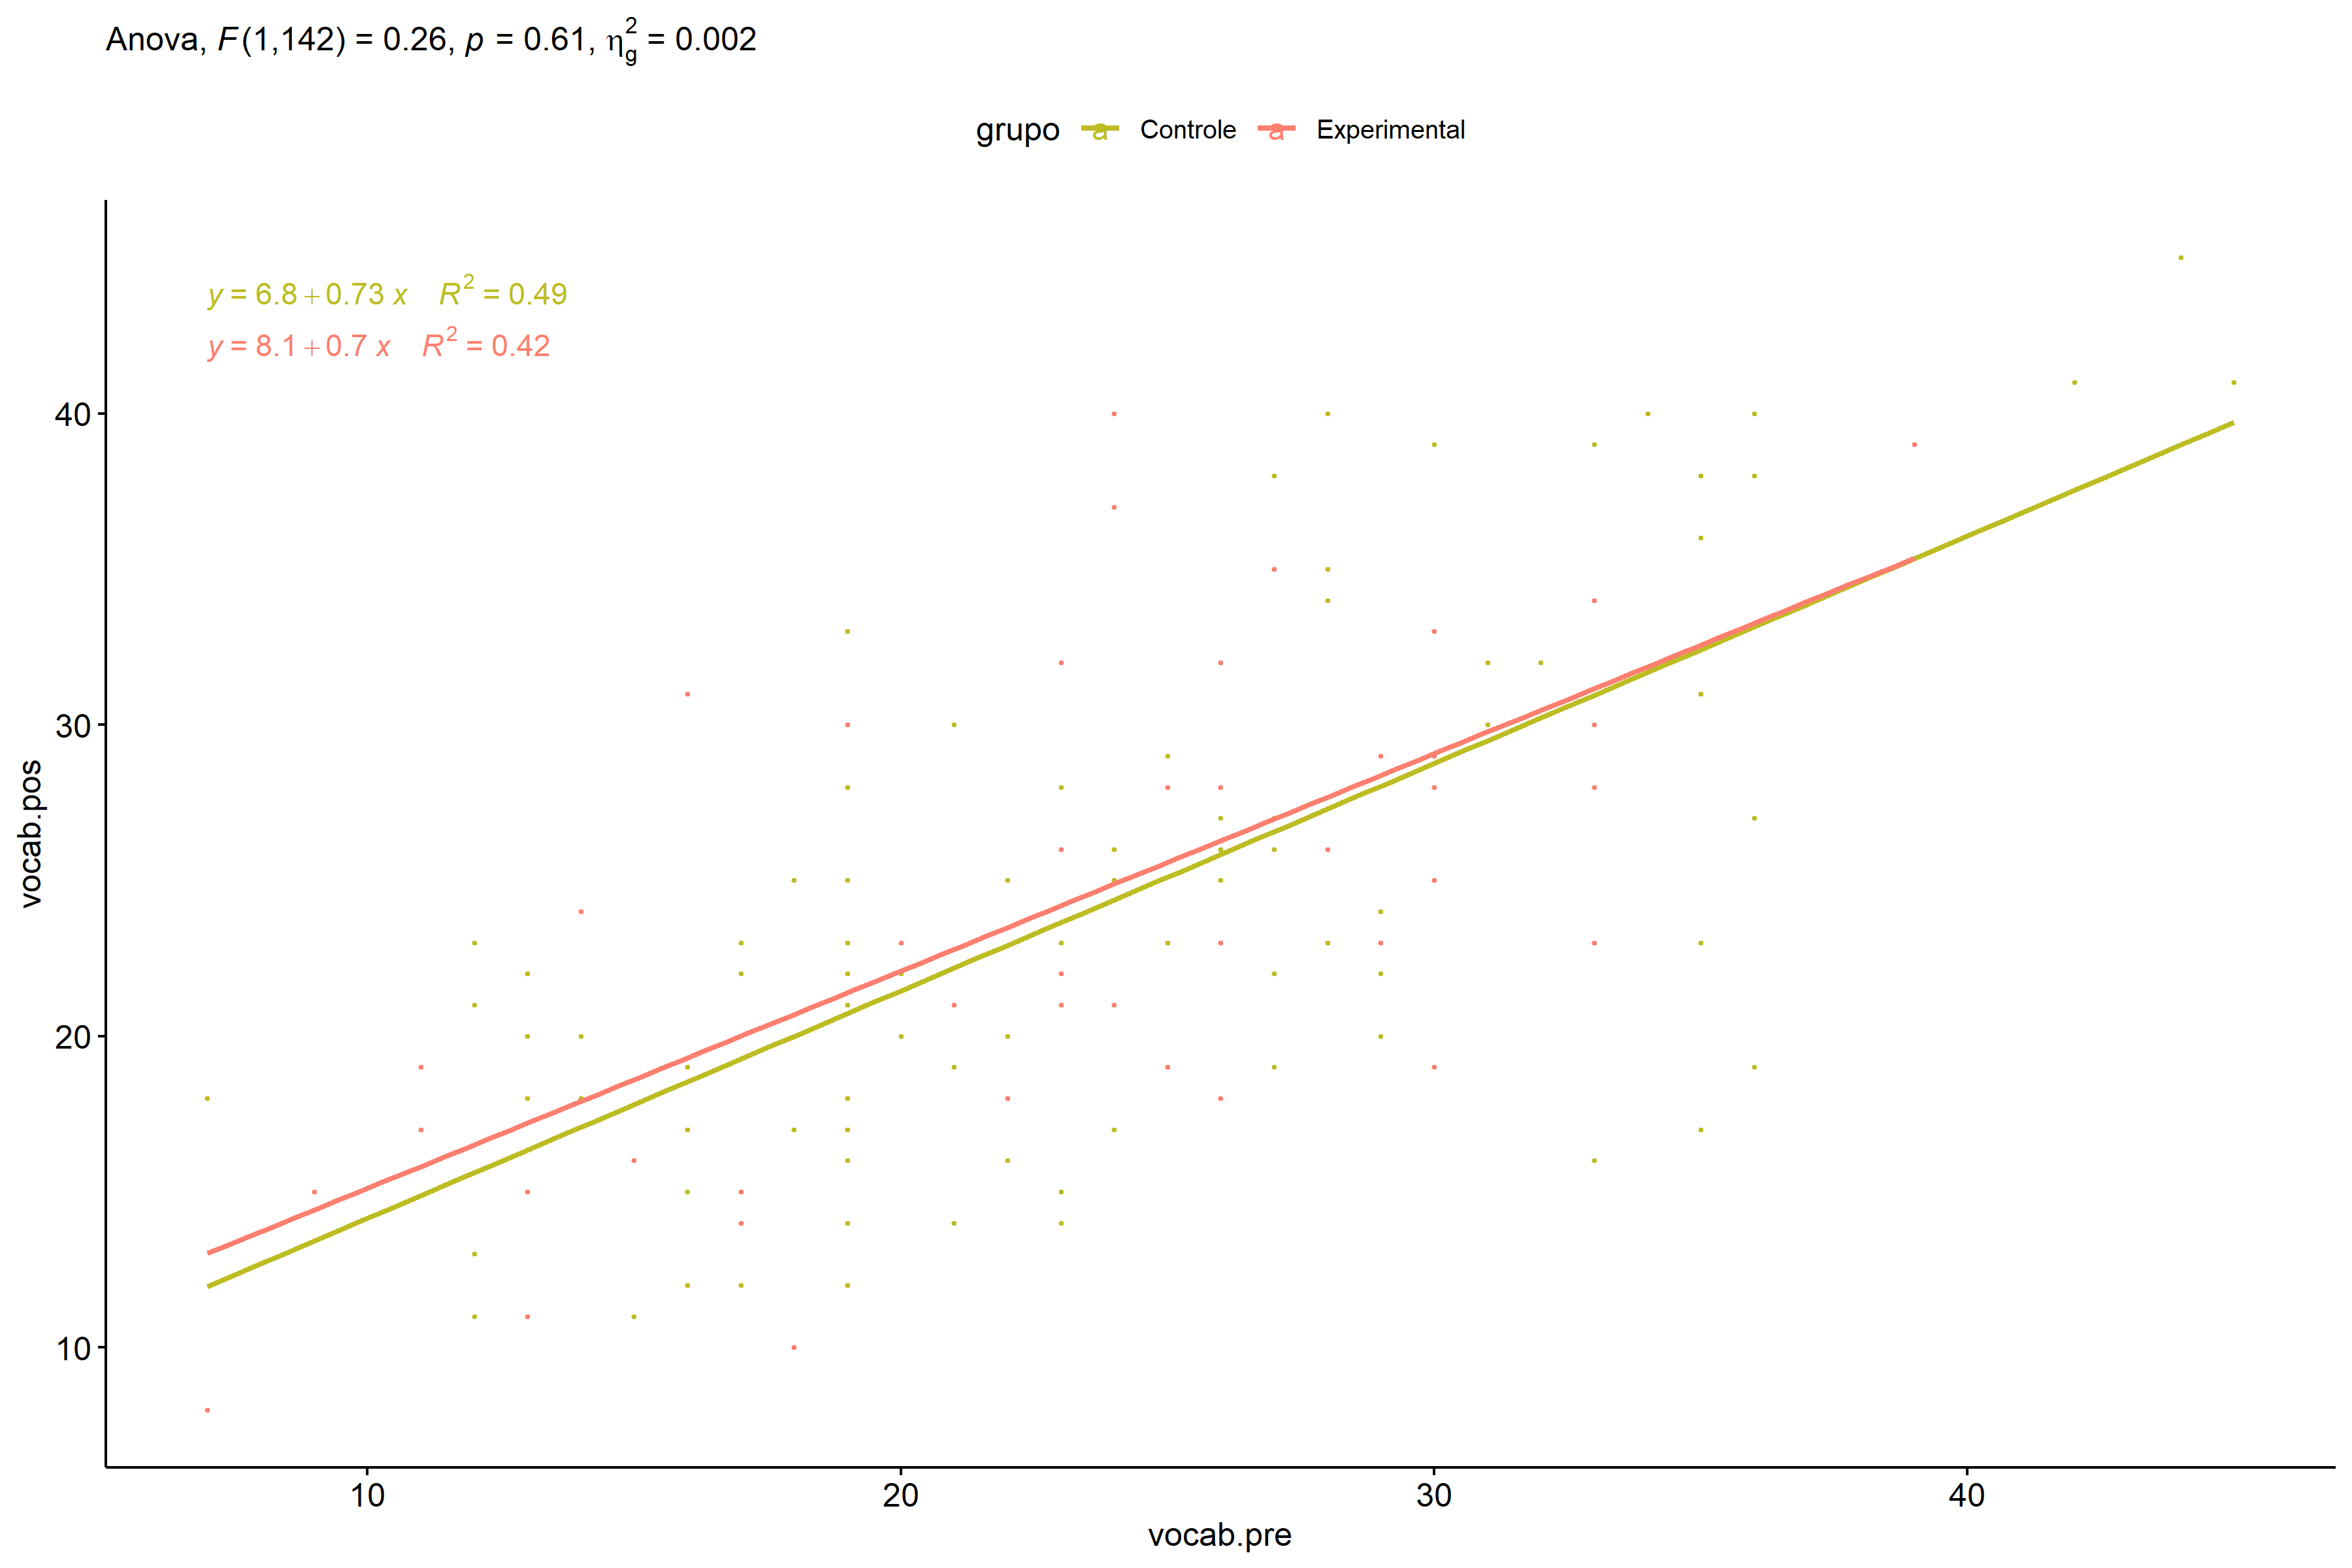 Anova, F(1,142) = 0.26, p = 0.61, η²g = 0.002
grupo a Controle a Experimental
y = 6.8 + 0.73 x R² = 0.49
y = 8.1 + 0.7 x R² = 0.42
40
30
20
10
vocab.pos
10 20 30 40
vocab.pre